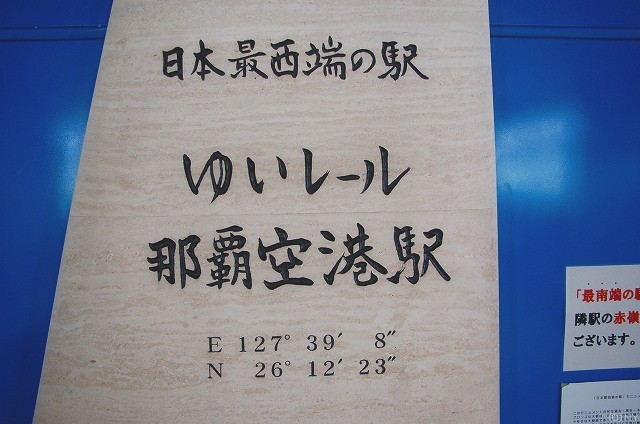 日本最西端の駅
ゆいレール
那覇空港駅
E 127° 39′ 8″
N 26° 12′ 23″
「最南端の駅
隣駅の赤嶺
ございます。